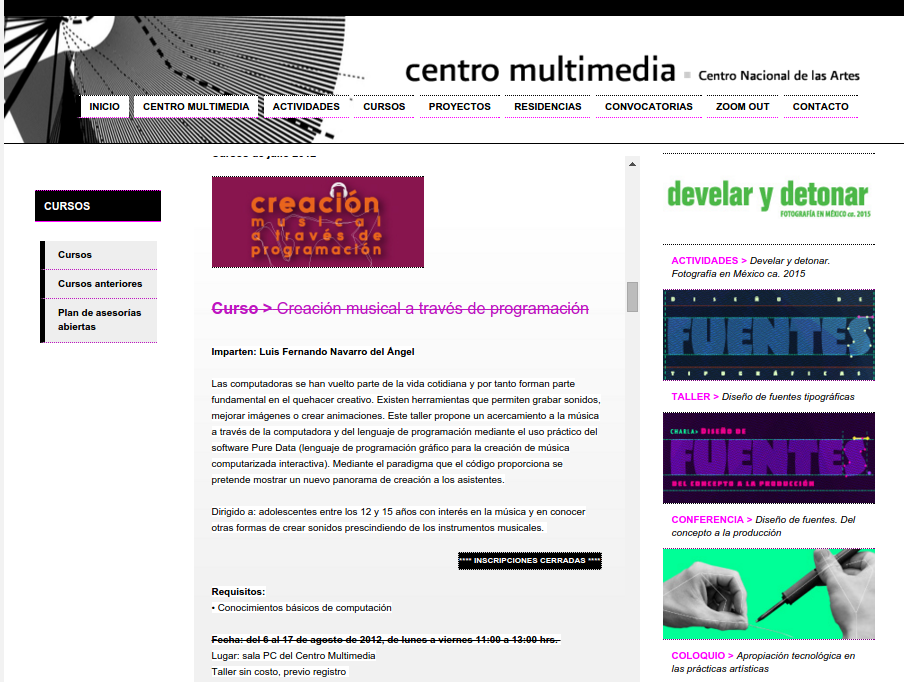 centro multimedia Centro Nacional de las Artes
INICIO CENTRO MULTIMEDIA ACTIVIDADES CURSOS PROYECTOS RESIDENCIAS CONVOCATORIAS ZOOM OUT CONTACTO
CURSOS
Cursos
Cursos anteriores
Plan de asesorías
abiertas
Cursos de julio 2012
creación
musical
a través de
programación
Curso > Creación musical a través de programación
Imparten: Luis Fernando Navarro del Ángel
Las computadoras se han vuelto parte de la vida cotidiana y por tanto forman parte
fundamental en el quehacer creativo. Existen herramientas que permiten grabar sonidos,
mejorar imágenes o crear animaciones. Este taller propone un acercamiento a la música
a través de la computadora y del lenguaje de programación mediante el uso práctico del
software Pure Data (lenguaje de programación gráfico para la creación de música
computarizada interactiva). Mediante el paradigma que el código proporciona se
pretende mostrar un nuevo panorama de creación a los asistentes.
Dirigido a: adolescentes entre los 12 y 15 años con interés en la música y en conocer
otras formas de crear sonidos prescindiendo de los instrumentos musicales.
**** INSCRIPCIONES CERRADAS ****
Requisitos:
• Conocimientos básicos de computación
Fecha: del 6 al 17 de agosto de 2012, de lunes a viernes 11:00 a 13:00 hrs.
Lugar: sala PC del Centro Multimedia
Taller sin costo, previo registro
develar y detonar
FOTOGRAFÍA EN MÉXICO ca. 2015
ACTIVIDADES > Develar y detonar.
Fotografía en México ca. 2015
DISEÑO DE
FUENTES
TIPOGRÁFICAS
TALLER > Diseño de fuentes tipográficas
CHARLA> DISEÑO DE
FUENTES
DEL CONCEPTO A LA PRODUCCIÓN
CONFERENCIA > Diseño de fuentes. Del
concepto a la producción
COLOQUIO > Apropiación tecnológica en
las prácticas artísticas